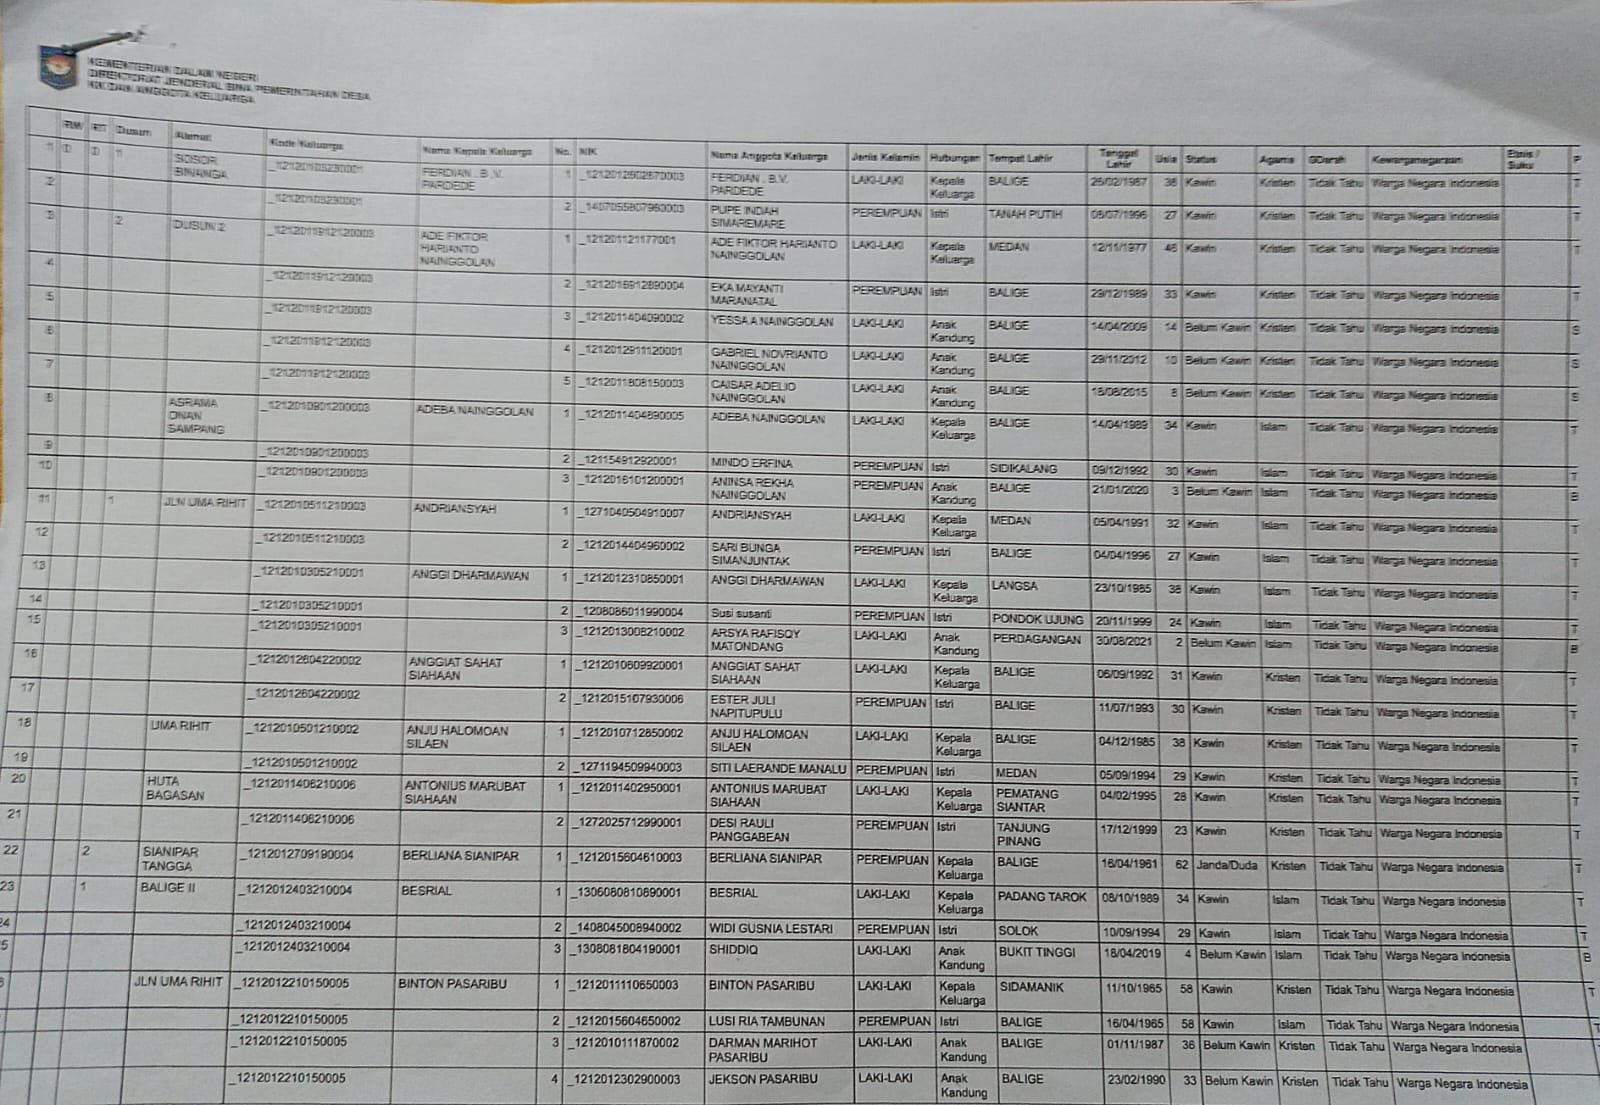 KEMENTERIAN DALAM NEGERI
DIREKTORAT JENDERAL BINA PEMERINTAHAN DESA
KK DAN ANGGOTA KELUARGA
RW RT Dusun Alamat Kode Keluarga Nama Kepala Keluarga No. NIK Nama Anggota Keluarga Jenis Kelamin Hubungan Tempat Lahir Tanggal Lahir Usia Status Agama GDarah Kewarganegaraan Etnis / Suku P
1 1 SOSOR BINANGA FERDIAN . B .V. PARDEDE 1 _1212012602870003 FERDIAN . B.V. PARDEDE LAKI-LAKI Kepala Keluarga BALIGE 26/02/1987 36 Kawin Kristen Tidak Tahu Warga Negara Indonesia T
2 2 _1407055807960003 PUPE INDAH SIMAREMARE PEREMPUAN Istri TANAH PUTIH 27 Kawin Kristen Tidak Tahu Warga Negara Indonesia T
3 2 DUSUN 2 _1212011912120003 ADE FIKTOR HARIANTO NAINGGOLAN 1 _121201121177001 ADE FIKTOR HARIANTO NAINGGOLAN LAKI-LAKI Kepala Keluarga MEDAN 12/11/1977 Kawin Kristen Tidak Tahu Warga Negara Indonesia T
4 _1212011912120003 2 _1212016912890004 EKA MAYANTI MARANATAL PEREMPUAN Istri BALIGE 29/12/1989 33 Kawin Kristen Tidak Tahu Warga Negara Indonesia T
5 _1212011912120003 3 _1212011404090002 YESSA A NAINGGOLAN LAKI-LAKI Anak Kandung BALIGE 14/04/2009 14 Belum Kawin Kristen Tidak Tahu Warga Negara Indonesia S
6 _1212011912120003 4 _1212012911120001 GABRIEL NOVRIANTO NAINGGOLAN LAKI-LAKI Anak Kandung BALIGE 29/11/2012 10 Belum Kawin Kristen Tidak Tahu Warga Negara Indonesia S
7 _1212011912120003 5 _1212011808150003 CAISAR ADELIO NAINGGOLAN LAKI-LAKI Anak Kandung BALIGE 18/08/2015 8 Belum Kawin Kristen Tidak Tahu Warga Negara Indonesia S
8 ASRAMA ONAN SAMPANG _1212010901200003 ADEBA NAINGGOLAN 1 _1212011404890005 ADEBA NAINGGOLAN LAKI-LAKI Kepala Keluarga BALIGE 14/04/1989 34 Kawin Islam Tidak Tahu Warga Negara Indonesia T
9 _1212010901200003 2 _121154912920001 MINDO ERFINA PEREMPUAN Istri SIDIKALANG 09/12/1992 30 Kawin Islam Tidak Tahu Warga Negara Indonesia T
10 _1212010901200003 3 _1212016101200001 ANINSA REKHA NAINGGOLAN PEREMPUAN Anak Kandung BALIGE 21/01/2020 3 Belum Kawin Islam Tidak Tahu Warga Negara Indonesia B
11 1 JLN UMA RIHIT _1212010511210003 ANDRIANSYAH 1 _1271040504910007 ANDRIANSYAH LAKI-LAKI Kepala Keluarga MEDAN 05/04/1991 32 Kawin Islam Tidak Tahu Warga Negara Indonesia T
12 _1212010511210003 2 _1212014404960002 SARI BUNGA SIMANJUNTAK PEREMPUAN Istri BALIGE 04/04/1996 27 Kawin Islam Tidak Tahu Warga Negara Indonesia T
13 _1212010305210001 ANGGI DHARMAWAN 1 _1212012310850001 ANGGI DHARMAWAN LAKI-LAKI Kepala Keluarga LANGSA 23/10/1985 38 Kawin Islam Tidak Tahu Warga Negara Indonesia T
14 _1212010305210001 2 _1208086011990004 Susi susanti PEREMPUAN Istri PONDOK UJUNG 20/11/1999 24 Kawin Islam Tidak Tahu Warga Negara Indonesia T
15 _1212010305210001 3 _1212013008210002 ARSYA RAFISQY MATONDANG LAKI-LAKI Anak Kandung PERDAGANGAN 30/08/2021 2 Belum Kawin Islam Tidak Tahu Warga Negara Indonesia B
16 _1212012604220002 ANGGIAT SAHAT SIAHAAN 1 _1212010609920001 ANGGIAT SAHAT SIAHAAN LAKI-LAKI Kepala Keluarga BALIGE 06/09/1992 31 Kawin Kristen Tidak Tahu Warga Negara Indonesia T
17 _1212012604220002 2 _1212015107930006 ESTER JULI NAPITUPULU PEREMPUAN Istri BALIGE 11/07/1993 30 Kawin Kristen Tidak Tahu Warga Negara Indonesia T
18 UMA RIHIT _1212010501210002 ANJU HALOMOAN SILAEN 1 _1212010712850002 ANJU HALOMOAN SILAEN LAKI-LAKI Kepala Keluarga BALIGE 04/12/1985 38 Kawin Kristen Tidak Tahu Warga Negara Indonesia T
19 _1212010501210002 2 _1271194509940003 SITI LAERANDE MANALU PEREMPUAN Istri MEDAN 05/09/1994 29 Kawin Kristen Tidak Tahu Warga Negara Indonesia T
20 HUTA BAGASAN _1212011406210006 ANTONIUS MARUBAT SIAHAAN 1 _1212011402950001 ANTONIUS MARUBAT SIAHAAN LAKI-LAKI Kepala Keluarga PEMATANG SIANTAR 04/02/1995 28 Kawin Kristen Tidak Tahu Warga Negara Indonesia T
21 _1212011406210006 2 _1272025712990001 DESI RAULI PANGGABEAN PEREMPUAN Istri TANJUNG PINANG 17/12/1999 23 Kawin Kristen Tidak Tahu Warga Negara Indonesia T
22 2 SIANIPAR TANGGA _1212012709190004 BERLIANA SIANIPAR 1 _1212015604610003 BERLIANA SIANIPAR PEREMPUAN Kepala Keluarga BALIGE 16/04/1961 62 Janda/Duda Kristen Tidak Tahu Warga Negara Indonesia T
23 1 BALIGE II _1212012403210004 BESRIAL 1 _1306080810890001 BESRIAL LAKI-LAKI Kepala Keluarga PADANG TAROK 08/10/1989 34 Kawin Islam Tidak Tahu Warga Negara Indonesia T
24 _1212012403210004 2 _1408045008940002 WIDI GUSNIA LESTARI PEREMPUAN Istri SOLOK 10/09/1994 29 Kawin Islam Tidak Tahu Warga Negara Indonesia T
5 _1212012403210004 3 _1308081804190001 SHIDDIQ LAKI-LAKI Anak Kandung BUKIT TINGGI 18/04/2019 4 Belum Kawin Islam Tidak Tahu Warga Negara Indonesia B
JLN UMA RIHIT _1212012210150005 BINTON PASARIBU 1 _1212011110650003 BINTON PASARIBU LAKI-LAKI Kepala Keluarga SIDAMANIK 11/10/1965 58 Kawin Kristen Tidak Tahu Warga Negara Indonesia T
_1212012210150005 2 _1212015604650002 LUSI RIA TAMBUNAN PEREMPUAN Istri BALIGE 16/04/1965 58 Kawin Islam Tidak Tahu Warga Negara Indonesia T
_1212012210150005 3 _1212010111870002 DARMAN MARIHOT PASARIBU LAKI-LAKI Anak Kandung BALIGE 01/11/1987 36 Belum Kawin Kristen Tidak Tahu Warga Negara Indonesia
_1212012210150005 4 _1212012302900003 JEKSON PASARIBU LAKI-LAKI Anak Kandung BALIGE 23/02/1990 33 Belum Kawin Kristen Tidak Tahu Warga Negara Indonesia